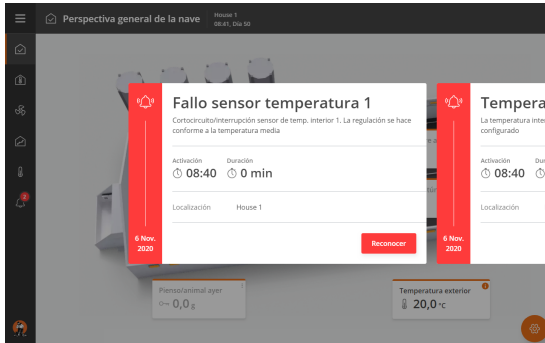 Perspectiva general de la nave
House 1
08:41, Día 50
Fallo sensor temperatura 1
Cortocircuito/interrupción sensor de temp. interior 1. La regulación se hace
conforme a la temperatura media
Activación
Duración
08:40
0 min
Localización
House 1
6 Nov.
2020
Reconocer
Tempera
La temperatura inte
configurado
Activación
Dur
08:40
Localización
6 Nov.
2020
2
Pienso/animal ayer
0,0 g
Temperatura exterior
20,0 °C